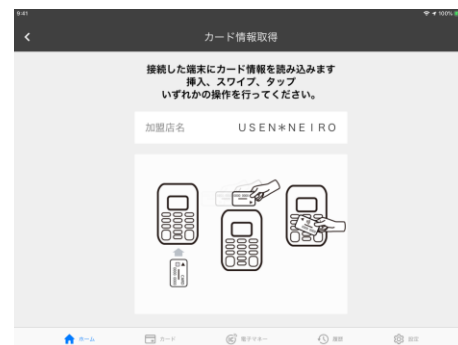 9:41
100%
カード情報取得
接続した端末にカード情報を読み込みます
挿入、スワイプ、タップ
いずれかの操作を行ってください。
加盟店名 ＵＳＥＮ＊ＮＥＩＲＯ
ホーム
カード
電子マネー
履歴
設定